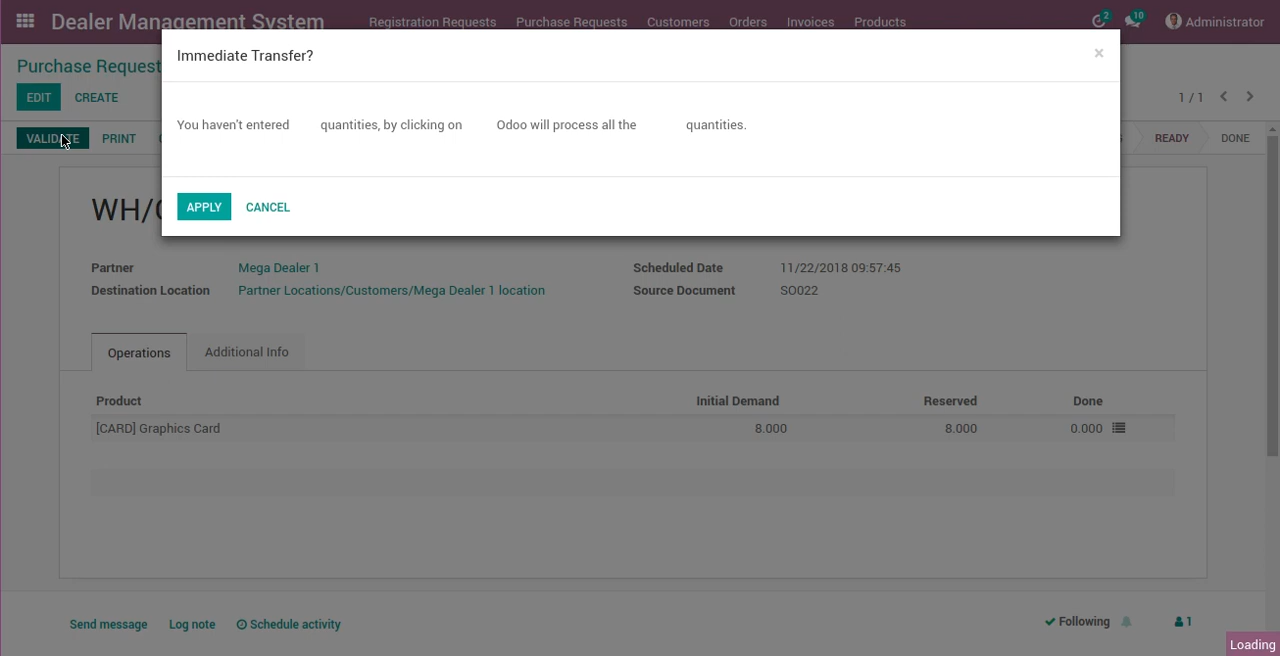 Dealer Management System Registration Requests Purchase Requests Customers Orders Invoices Products 2 10 Administrator
Immediate Transfer? ×
Purchase Request
EDIT CREATE 1 / 1
You haven't entered quantities, by clicking on Odoo will process all the quantities.
VALIDATE PRINT READY DONE
APPLY CANCEL
WH/
Partner Mega Dealer 1 Scheduled Date 11/22/2018 09:57:45
Destination Location Partner Locations/Customers/Mega Dealer 1 location Source Document SO022
Operations Additional Info
Product Initial Demand Reserved Done
[CARD] Graphics Card 8.000 8.000 0.000
Send message Log note Schedule activity Following 1
Loading